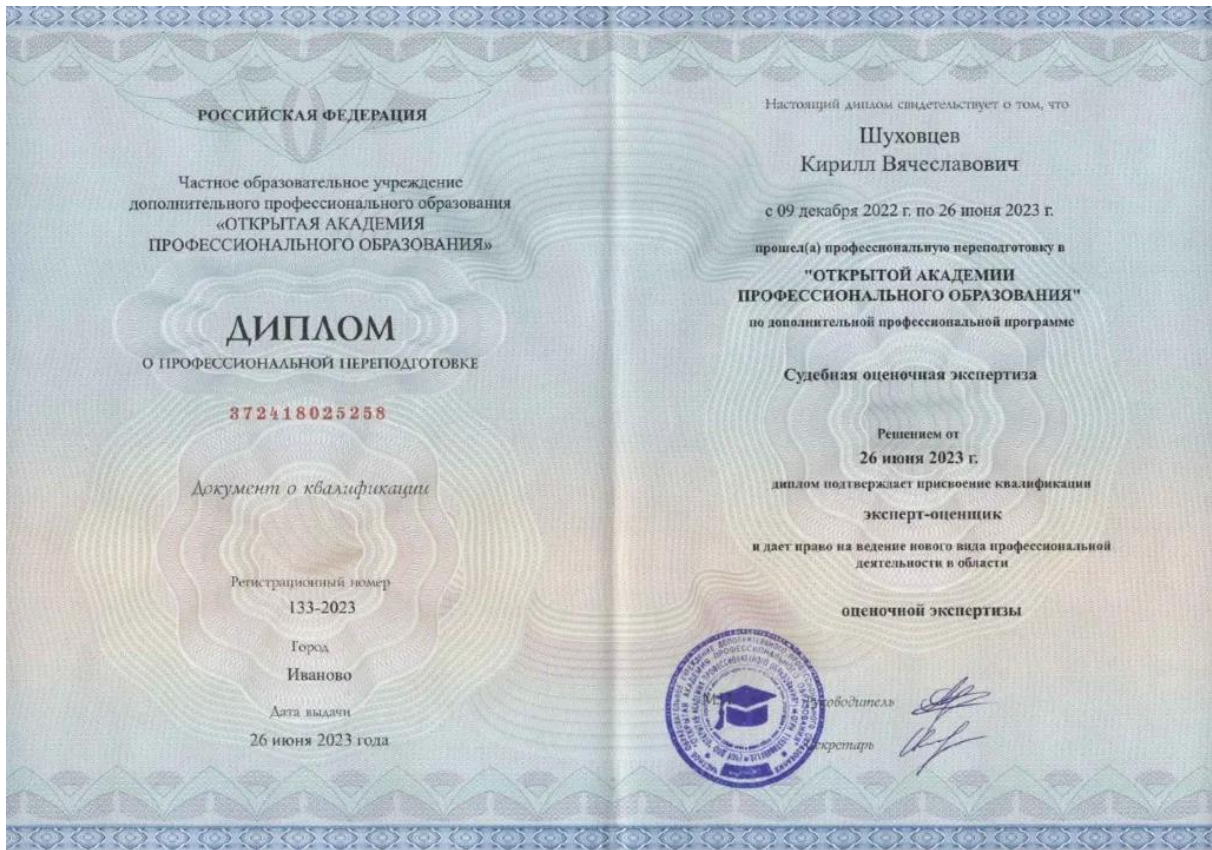 РОССИЙСКАЯ ФЕДЕРАЦИЯ
Частное образовательное учреждение
дополнительного профессионального образования
«ОТКРЫТАЯ АКАДЕМИЯ
ПРОФЕССИОНАЛЬНОГО ОБРАЗОВАНИЯ»
ДИПЛОМ
О ПРОФЕССИОНАЛЬНОЙ ПЕРЕПОДГОТОВКЕ
372418025258
Документ о квалификации
Регистрационный номер
133-2023
Город
Иваново
Дата выдачи
26 июня 2023 года
Настоящий диплом свидетельствует о том, что
Шуховцев
Кирилл Вячеславович
с 09 декабря 2022 г. по 26 июня 2023 г.
прошел(а) профессиональную переподготовку в
"ОТКРЫТОЙ АКАДЕМИИ
ПРОФЕССИОНАЛЬНОГО ОБРАЗОВАНИЯ"
по дополнительной профессиональной программе
Судебная оценочная экспертиза
Решением от
26 июня 2023 г.
диплом подтверждает присвоение квалификации
эксперт-оценщик
и дает право на ведение нового вида профессиональной
деятельности в области
оценочной экспертизы
Руководитель
Секретарь